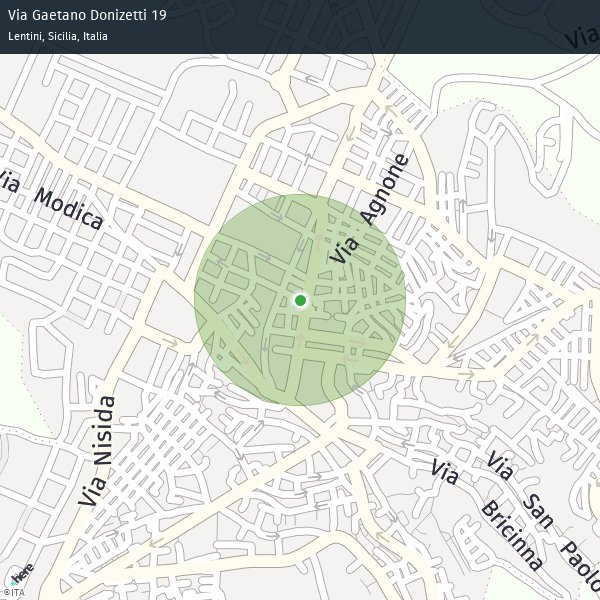 Via Gaetano Donizetti 19
Lentini, Sicilia, Italia
Via
Via Modica
Via Agnone
Via Nisida
Via Bricinna
Via San Paolo
here
©ITA